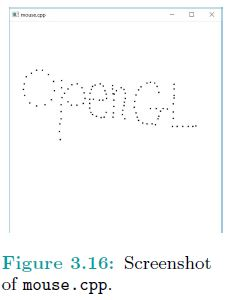 mouse.cpp
OpenGL
Figure 3.16: Screenshot
of mouse.cpp.